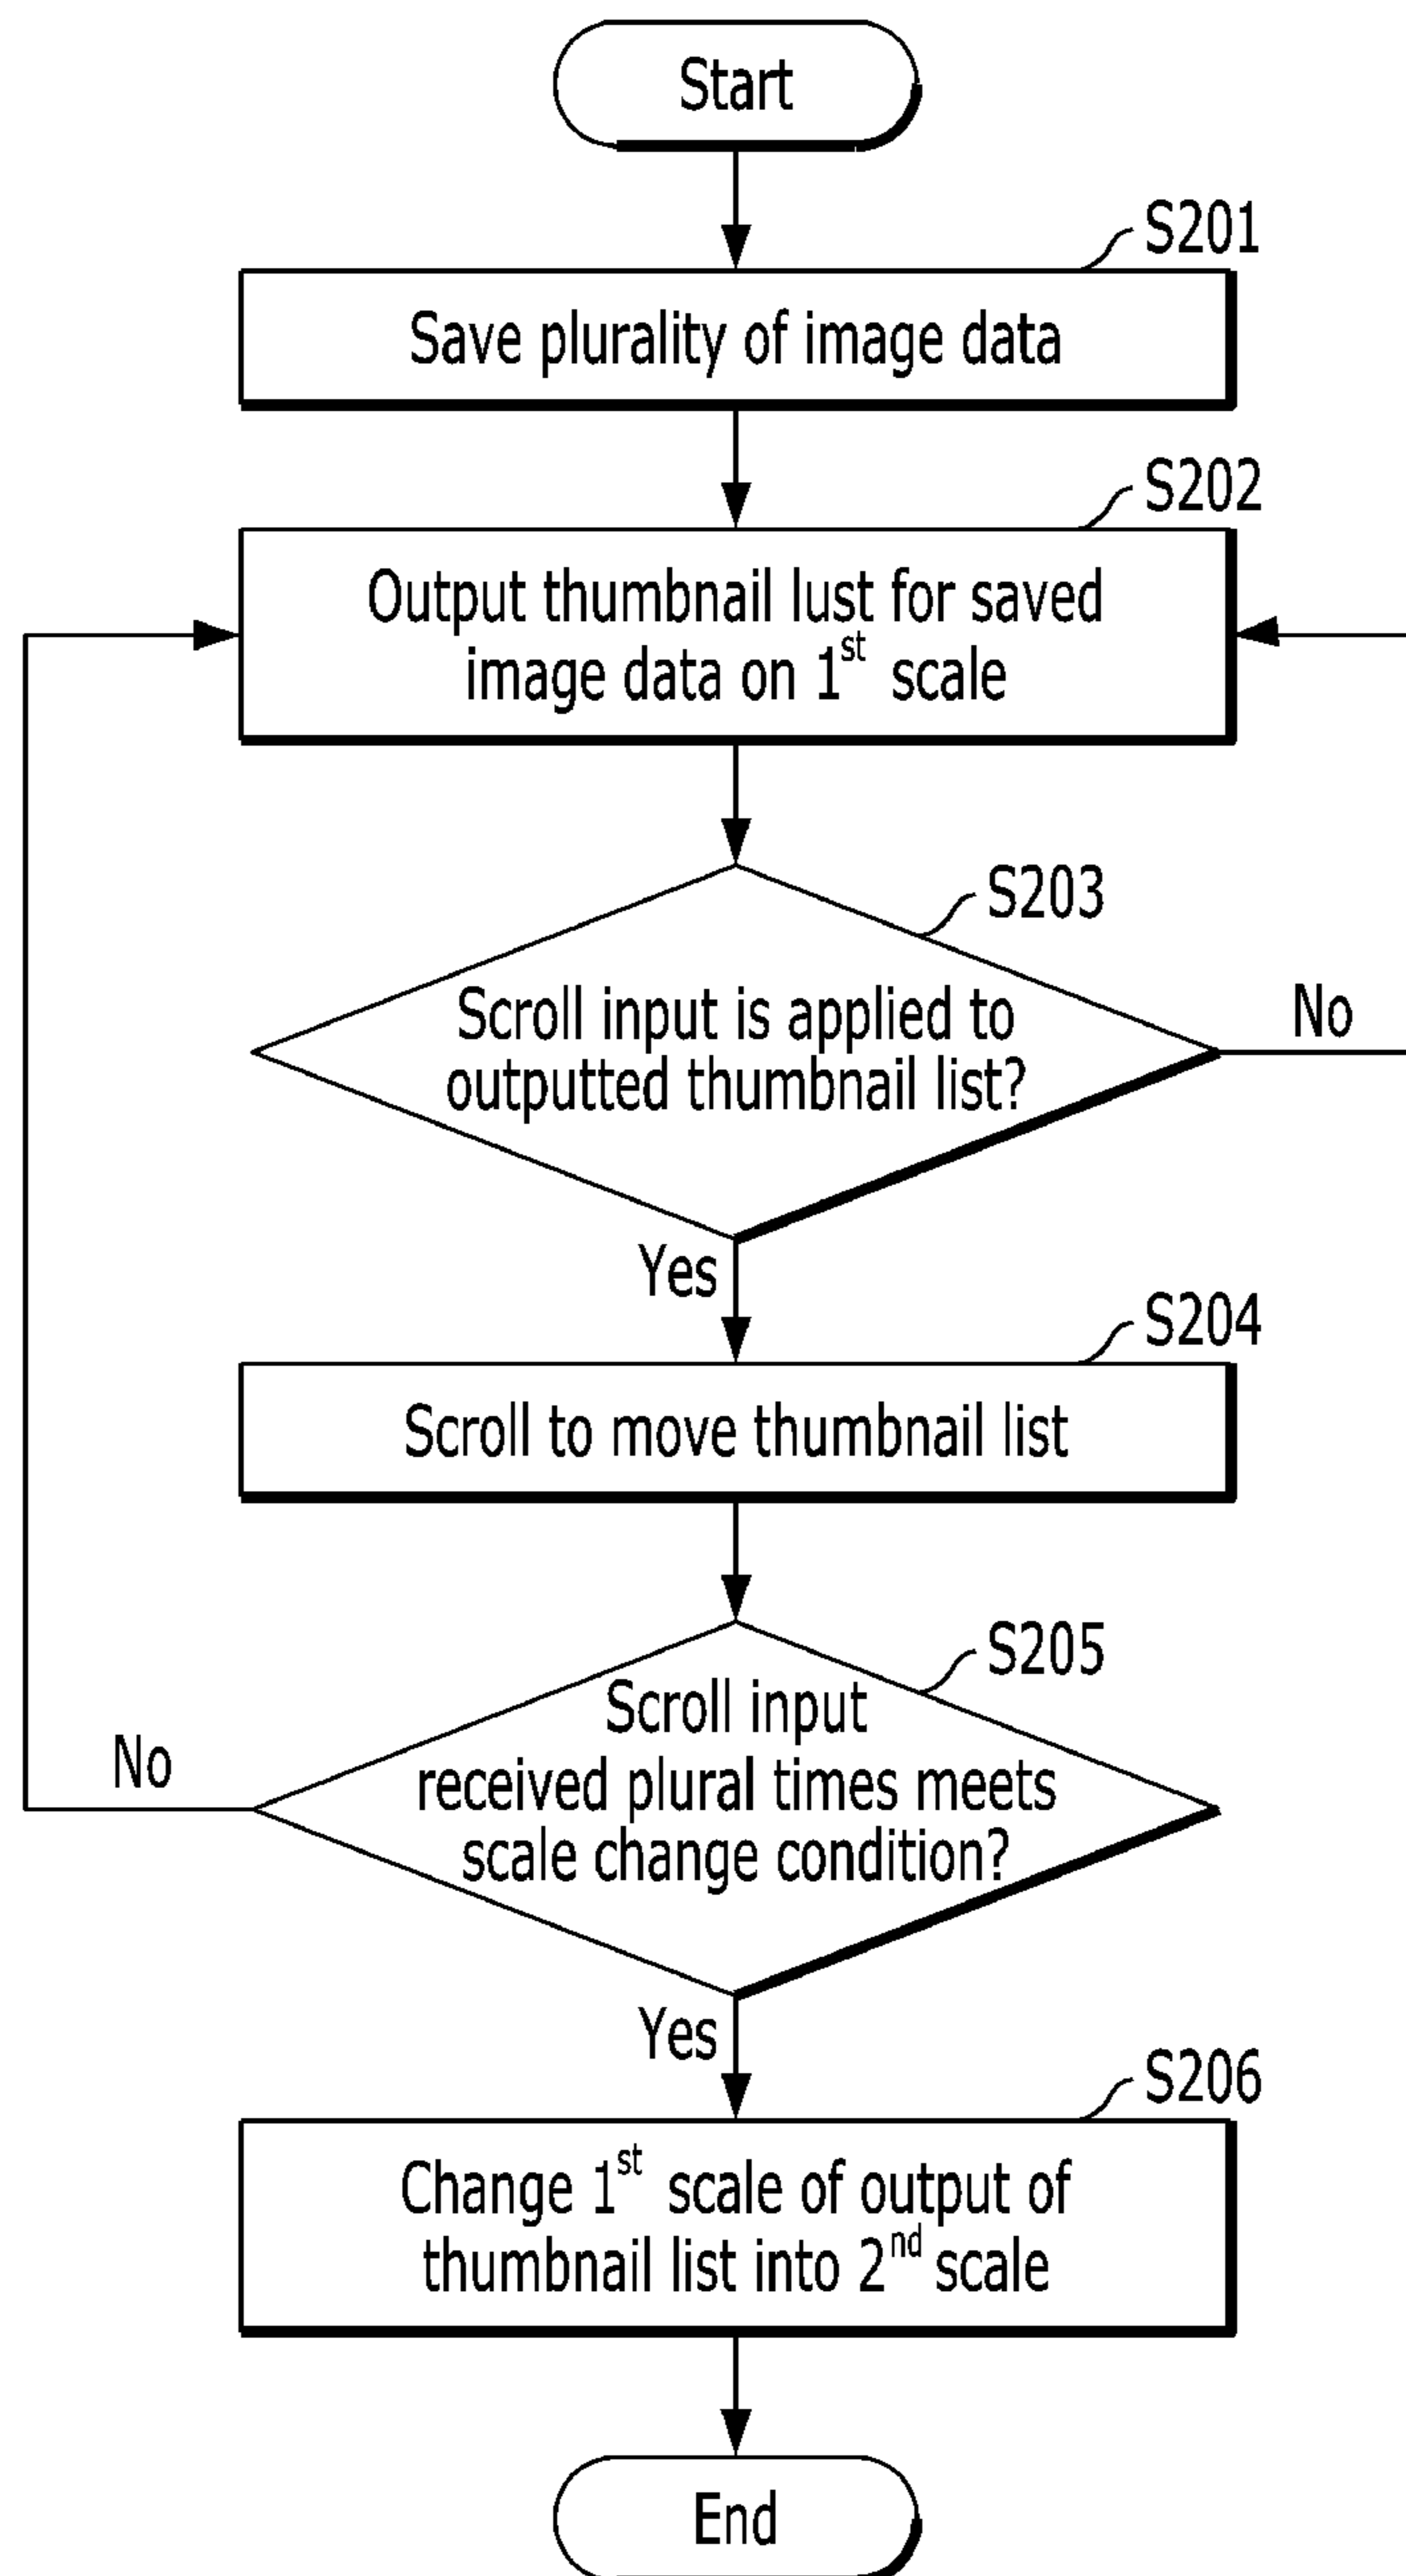 Start
S201
Save plurality of image data
S202
Output thumbnail lust for saved
image data on 1st scale
S203
Scroll input is applied to
outputted thumbnail list?
No
Yes
S204
Scroll to move thumbnail list
S205
Scroll input
received plural times meets
scale change condition?
No
Yes
S206
Change 1st scale of output of
thumbnail list into 2nd scale
End